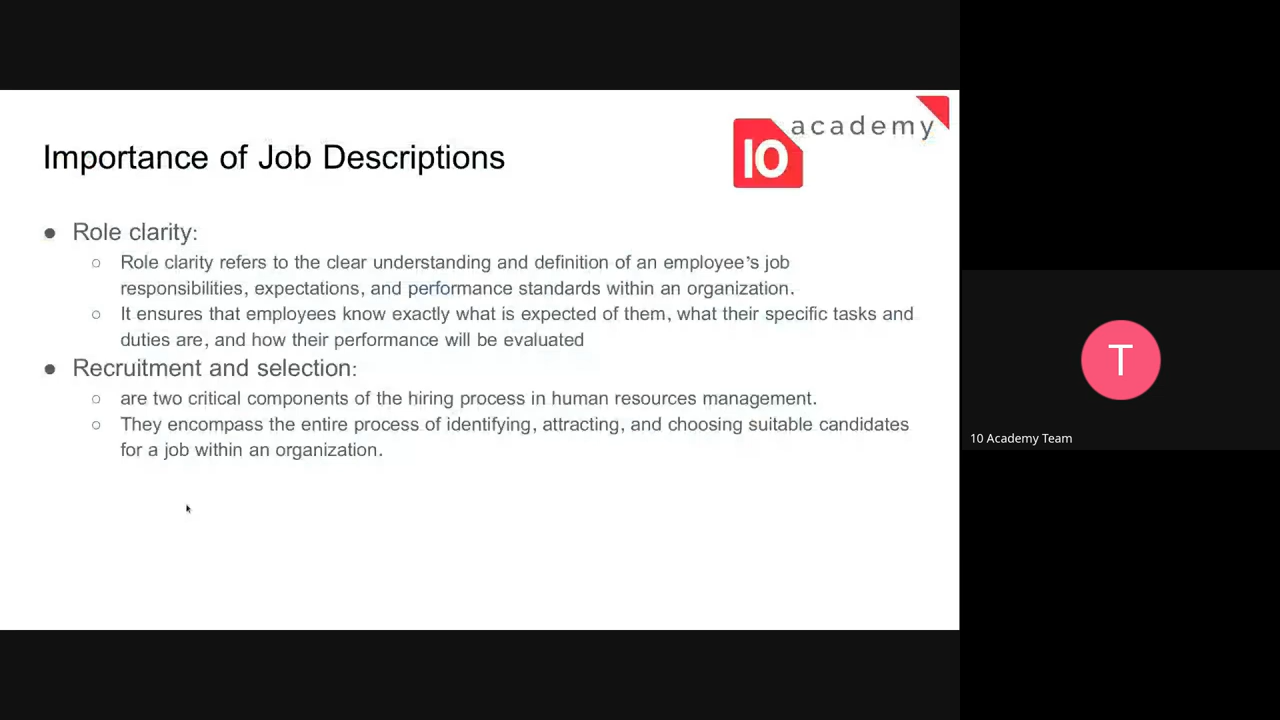 academy
10
Importance of Job Descriptions
● Role clarity:
○ Role clarity refers to the clear understanding and definition of an employee’s job
responsibilities, expectations, and performance standards within an organization.
○ It ensures that employees know exactly what is expected of them, what their specific tasks and
duties are, and how their performance will be evaluated
● Recruitment and selection:
○ are two critical components of the hiring process in human resources management.
○ They encompass the entire process of identifying, attracting, and choosing suitable candidates
for a job within an organization.
T
10 Academy Team